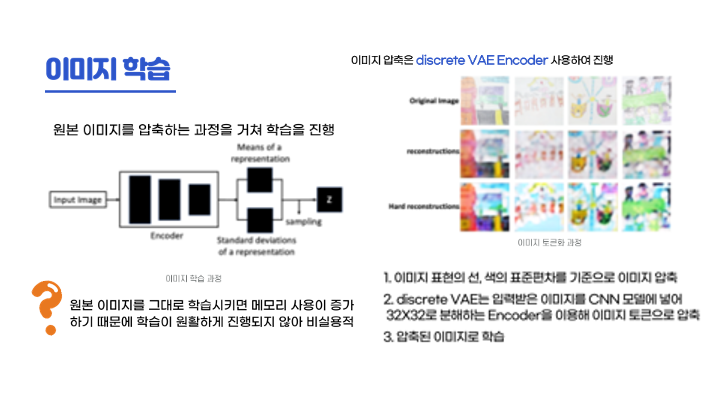 이미지 학습
원본 이미지를 압축하는 과정을 거쳐 학습을 진행
Means of a
representation
Input Image
Encoder
Z
sampling
Standard deviations
of a representation
이미지 학습 과정
원본 이미지를 그대로 학습시키면 메모리 사용이 증가
하기 때문에 학습이 원활하게 진행되지 않아 비실용적
이미지 압축은 discrete VAE Encoder 사용하여 진행
Original Image
reconstructions
Hard reconstructions
이미지 토큰화 과정
1. 이미지 표현의 선, 색의 표준편차를 기준으로 이미지 압축
2. discrete VAE는 입력받은 이미지를 CNN 모델에 넣어
32X32로 분해하는 Encoder을 이용해 이미지 토큰으로 압축
3. 압축된 이미지로 학습